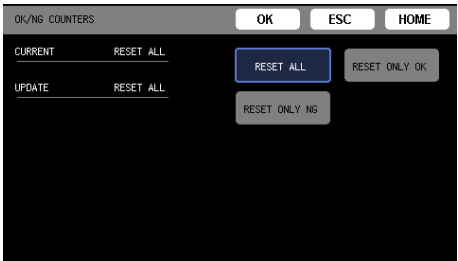 OK/NG COUNTERS OK ESC HOME
CURRENT RESET ALL
RESET ALL RESET ONLY OK
UPDATE RESET ALL
RESET ONLY NG